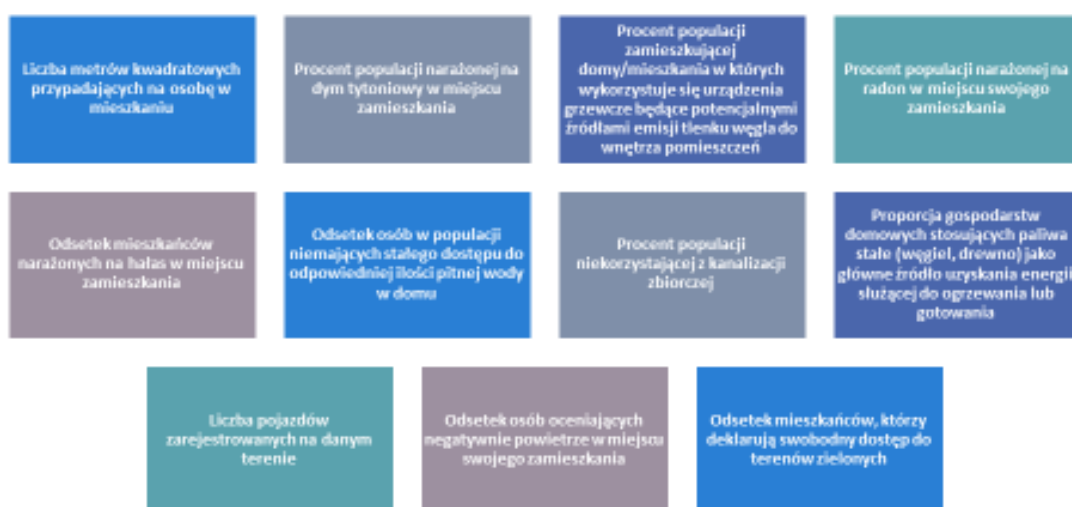 Liczba metrów kwadratowych
przypadających na osobę w
mieszkaniu
Procent populacji narażonej na
dym tytoniowy w miejscu
zamieszkania
Procent populacji
zamieszkującej
domy/mieszkania w których
wykorzystuje się urządzenia
grzewcze będące potencjalnymi
źródłami emisji tlenku węgla do
wnętrza pomieszczeń
Procent populacji narażonej na
radon w miejscu swojego
zamieszkania
Odsetek mieszkańców
narażonych na hałas w miejscu
zamieszkania
Odsetek osób w populacji
niemających stałego dostępu do
odpowiedniej ilości pitnej wody
w domu
Procent populacji
niekorzystającej z kanalizacji
zbiorczej
Proporcja gospodarstw
domowych stosujących paliwa
stałe (węgiel, drewno) jako
główne źródło uzyskania energii
służącej do ogrzewania lub
gotowania
Liczba pojazdów
zarejestrowanych na danym
terenie
Odsetek osób oceniających
negatywnie powietrze w miejscu
swojego zamieszkania
Odsetek mieszkańców, którzy
deklarują swobodny dostęp do
terenów zielonych